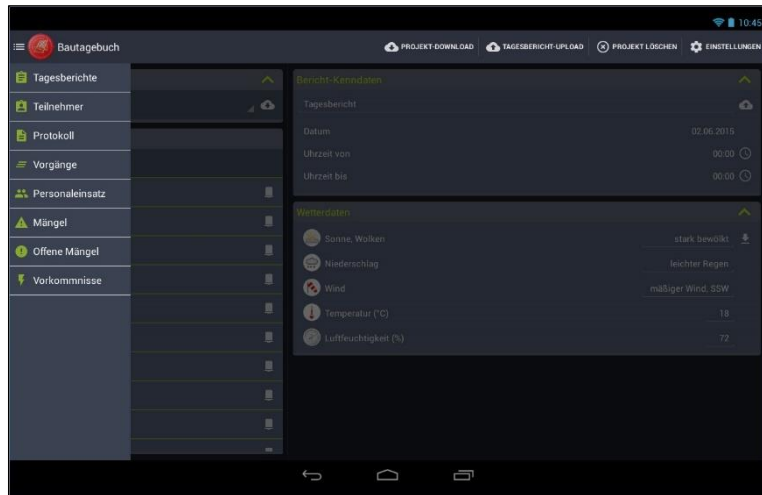 10:45
Bautagebuch
PROJEKT-DOWNLOAD
TAGESBERICHT-UPLOAD
PROJEKT LÖSCHEN
EINSTELLUNGEN
Tagesberichte
Teilnehmer
Protokoll
Vorgänge
Personaleinsatz
Mängel
Offene Mängel
Vorkommnisse
Bericht-Kenndaten
Tagesbericht
Datum 02.06.2015
Uhrzeit von 00:00
Uhrzeit bis 00:00
Wetterdaten
Sonne, Wolken stark bewölkt
Niederschlag leichter Regen
Wind mäßiger Wind, SSW
Temperatur (°C) 18
Luftfeuchtigkeit (%) 72